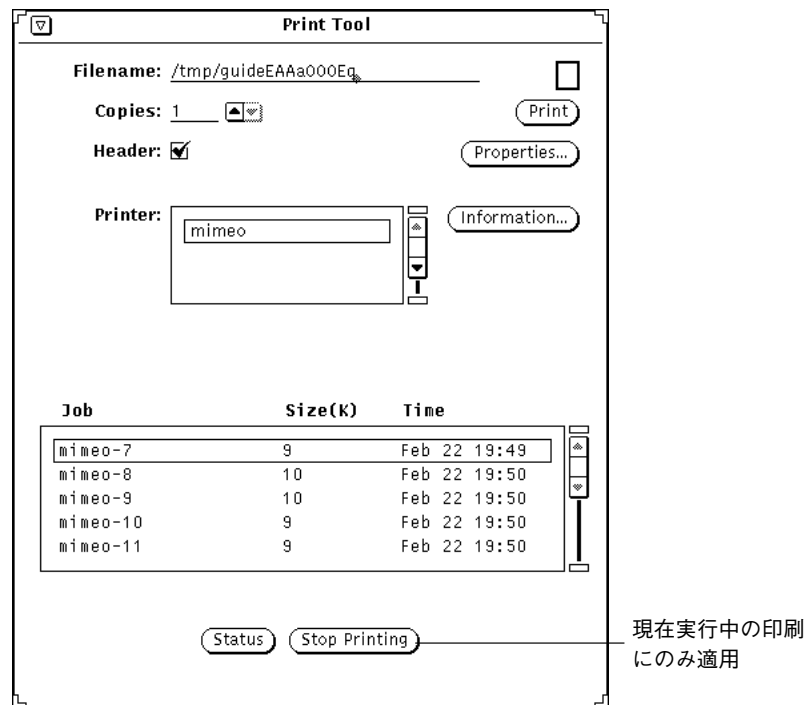 Print Tool
Filename: /tmp/guideEAAa000Eq
Copies: 1
Print
Header:
Properties...
Printer:
mimeo
Information...
Job Size(K) Time
mimeo-7 9 Feb 22 19:49
mimeo-8 10 Feb 22 19:50
mimeo-9 10 Feb 22 19:50
mimeo-10 9 Feb 22 19:50
mimeo-11 9 Feb 22 19:50
Status
Stop Printing
現在実行中の印刷
にのみ適用